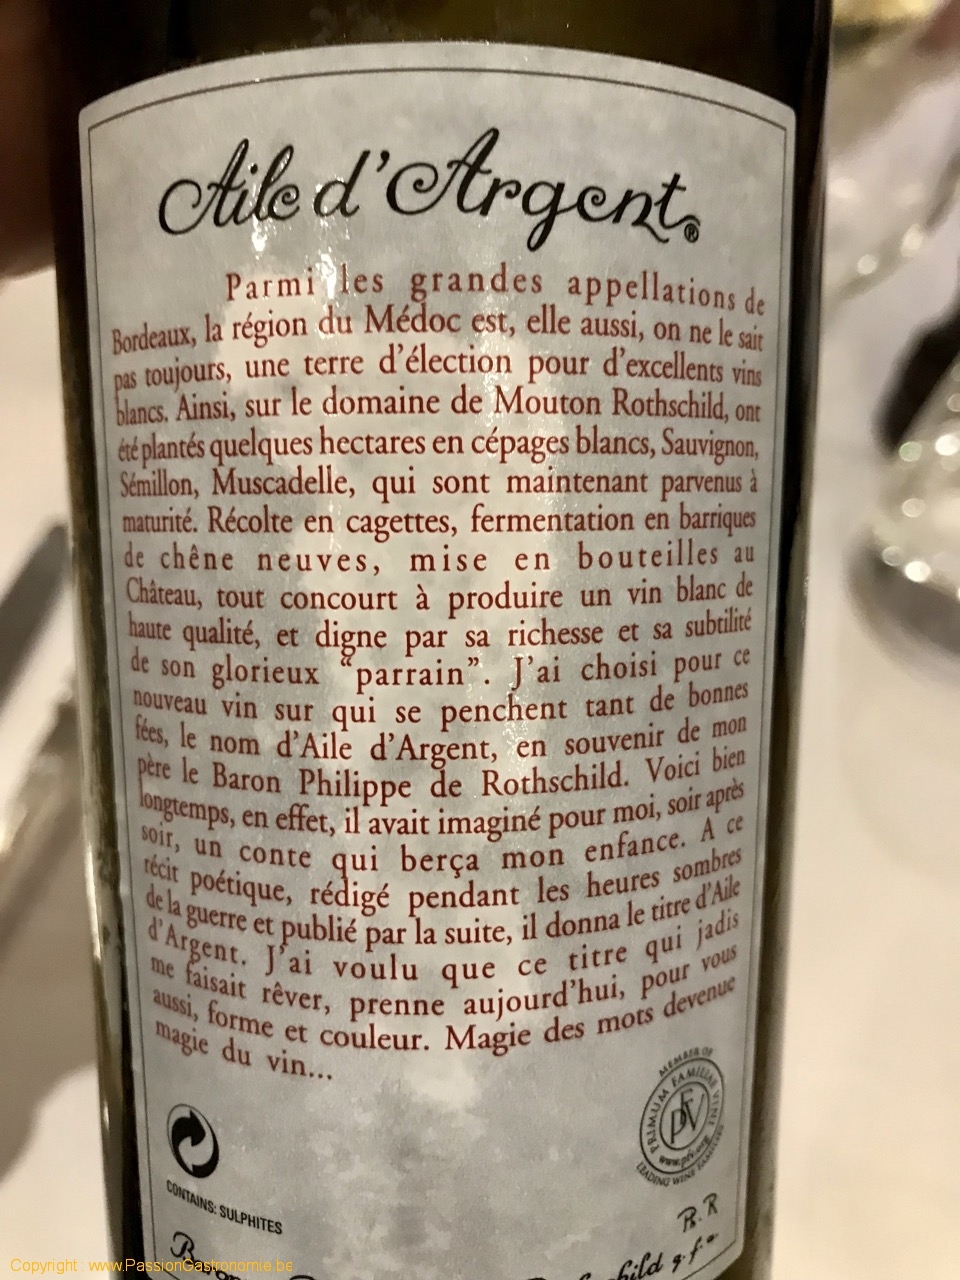 Aile d'Argent®
Parmi les grandes appellations de
Bordeaux, la région du Médoc est, elle aussi, on ne le sait
pas toujours, une terre d'élection pour d'excellents vins
blancs. Ainsi, sur le domaine de Mouton Rothschild, ont
été plantés quelques hectares en cépages blancs, Sauvignon,
Sémillon, Muscadelle, qui sont maintenant parvenus à
maturité. Récolte en cagettes, fermentation en barriques
de chêne neuves, mise en bouteilles au
Château, tout concourt à produire un vin blanc de
haute qualité, et digne par sa richesse et sa subtilité
de son glorieux "parrain". J'ai choisi pour ce
nouveau vin sur qui se penchent tant de bonnes
fées, le nom d'Aile d'Argent, en souvenir de mon
père le Baron Philippe de Rothschild. Voici bien
longtemps, en effet, il avait imaginé pour moi, soir après
soir, un conte qui berça mon enfance. A ce
récit poétique, rédigé pendant les heures sombres
de la guerre et publié par la suite, il donna le titre d'Aile
d'Argent. J'ai voulu que ce titre qui jadis
me faisait rêver, prenne aujourd'hui, pour vous
aussi, forme et couleur. Magie des mots devenue
magie du vin...
MEMBER OF
PRIMUM FAMILIAE VINI
PFV
www.pfv.org
LEADING WINE FAMILIES
CONTAINS: SULPHITES
Ph. R
g.f.a
Copyright : www.PassionGastronomie.be